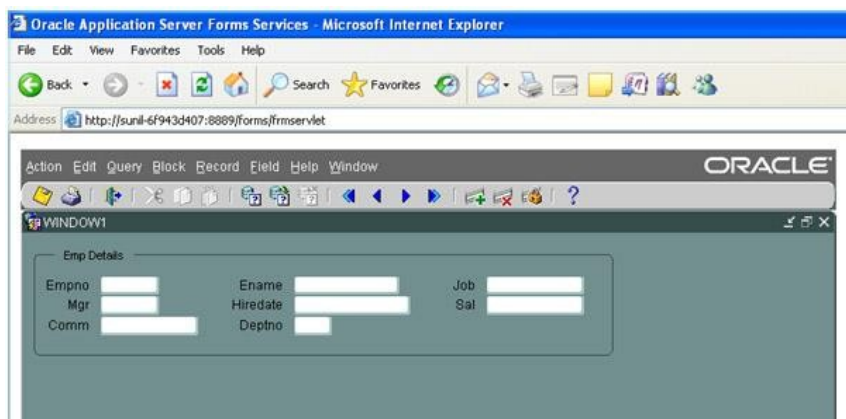 Oracle Application Server Forms Services - Microsoft Internet Explorer
File Edit View Favorites Tools Help
Back Search Favorites
Address http://sunil-6f943d407:8889/forms/frmservlet
Action Edit Query Block Record Field Help Window ORACLE
WINDOW1
Emp Details
Empno Ename Job
Mgr Hiredate Sal
Comm Deptno